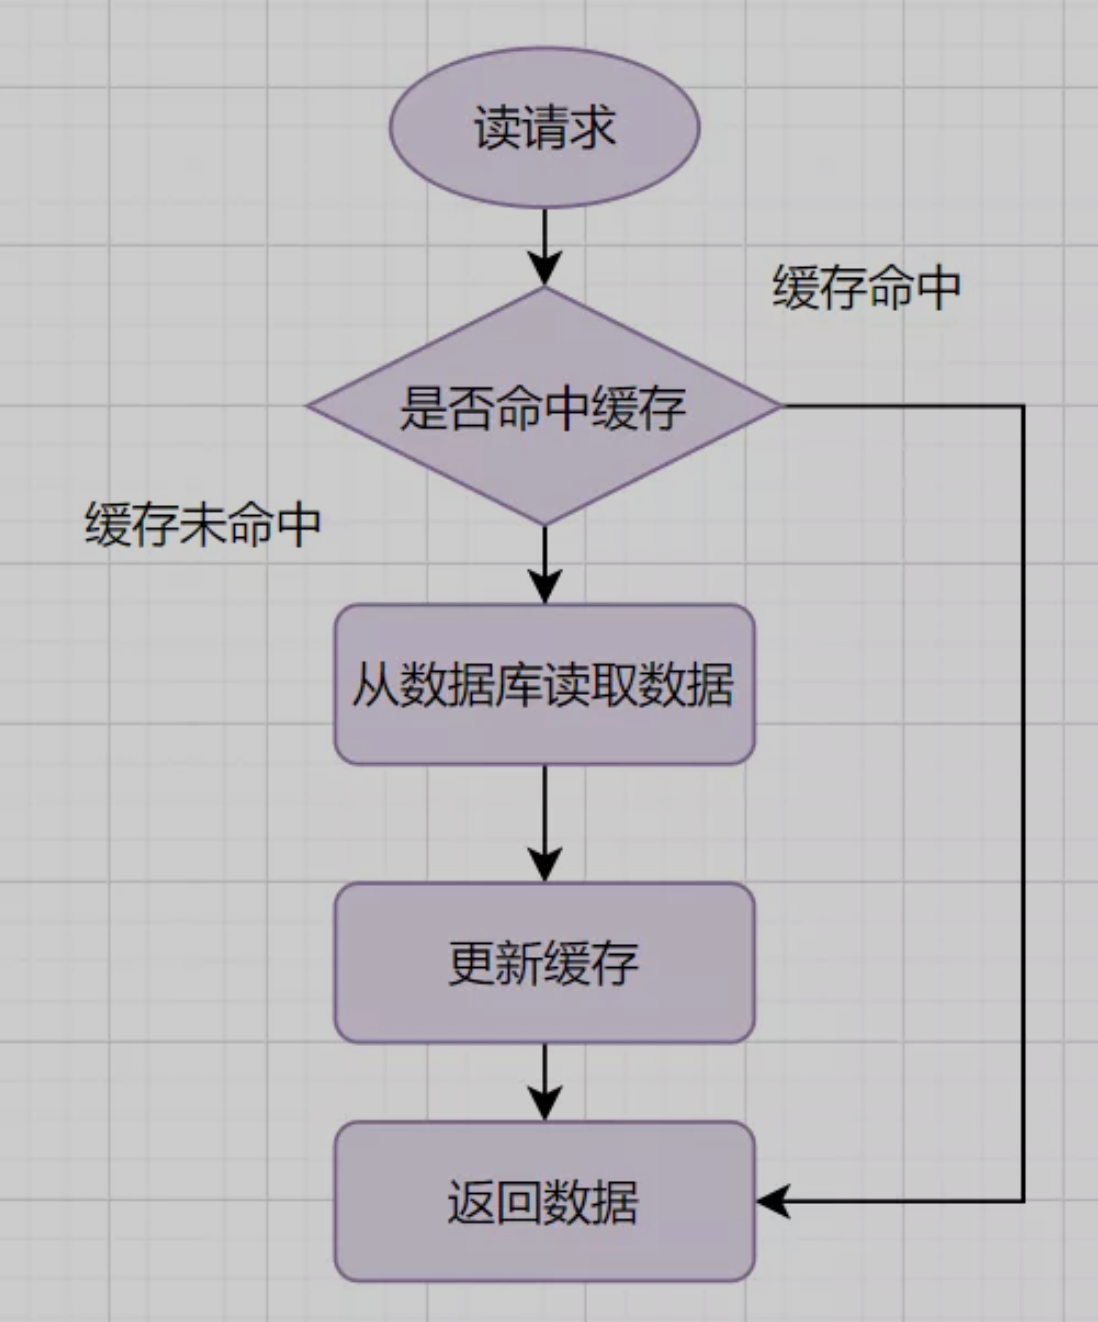 读请求
缓存命中
是否命中缓存
缓存未命中
从数据库读取数据
更新缓存
返回数据